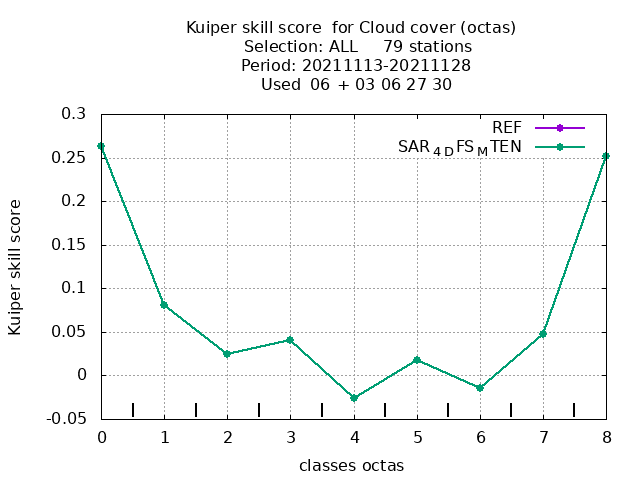 Kuiper skill score  for Cloud cover (octas)
Selection: ALL     79 stations
Period: 20211113-20211128
Used  06  + 03 06 27 30
REF
SAR4DFSMTEN
0.3
0.25
0.2
0.15
0.1
0.05
0
-0.05
Kuiper skill score
0 1 2 3 4 5 6 7 8
classes octas